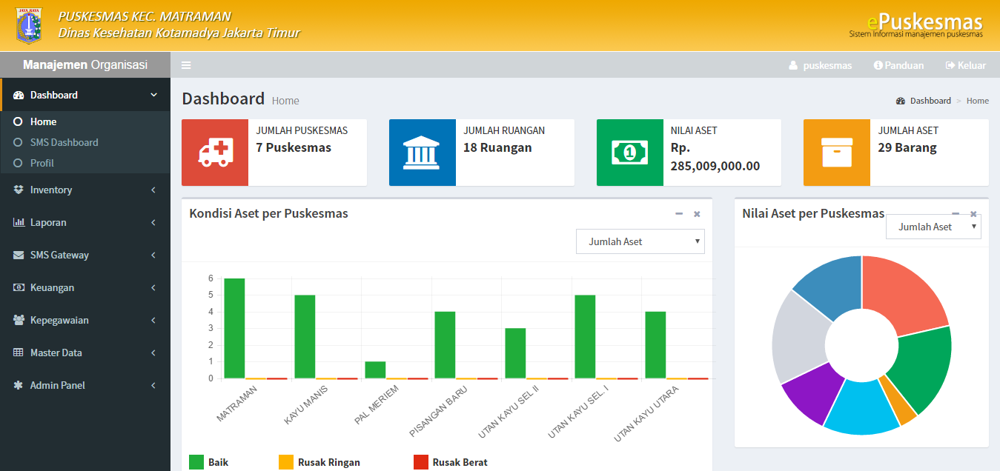 JAYA RAYA
PUSKESMAS KEC. MATRAMAN
Dinas Kesehatan Kotamadya Jakarta Timur
ePuskesmas
Sistem Informasi manajemen puskesmas
Manajemen Organisasi
puskesmas
Panduan
Keluar
Dashboard
Home
SMS Dashboard
Profil
Inventory
Laporan
SMS Gateway
Keuangan
Kepegawaian
Master Data
Admin Panel
Dashboard Home
Dashboard > Home
JUMLAH PUSKESMAS
7 Puskesmas
JUMLAH RUANGAN
18 Ruangan
1
NILAI ASET
Rp.
285,009,000.00
JUMLAH ASET
29 Barang
Kondisi Aset per Puskesmas
Jumlah Aset
6
5
4
3
2
1
0
MATRAMAN
KAYU MANIS
PAL MERIEM
PISANGAN BARU
UTAN KAYU SEL II
UTAN KAYU SEL. I
UTAN KAYU UTARA
Baik
Rusak Ringan
Rusak Berat
Nilai Aset per Puskesmas
Jumlah Aset